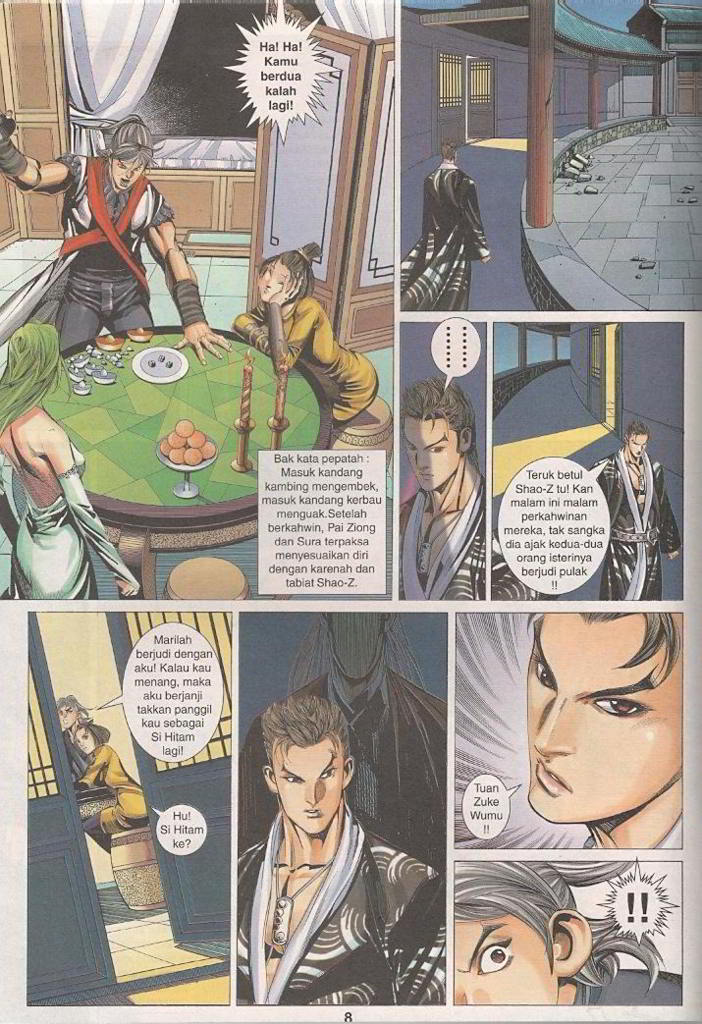 Ha! Ha!
Kamu
berdua
kalah
lagi!
Bak kata pepatah :
Masuk kandang
kambing mengembek,
masuk kandang kerbau
menguak.Setelah
berkahwin, Pai Ziong
dan Sura terpaksa
menyesuaikan diri
dengan karenah dan
tabiat Shao-Z.
Teruk betul
Shao-Z tu! Kan
malam ini malam
perkahwinan
mereka, tak sangka
dia ajak kedua-dua
orang isterinya
berjudi pulak
!!
Marilah
berjudi dengan
aku! Kalau kau
menang, maka
aku berjanji
takkan panggil
kau sebagai
Si Hitam
lagi!
Hu!
Si Hitam
ke?
Tuan
Zuke
Wumu
!!
!!
8